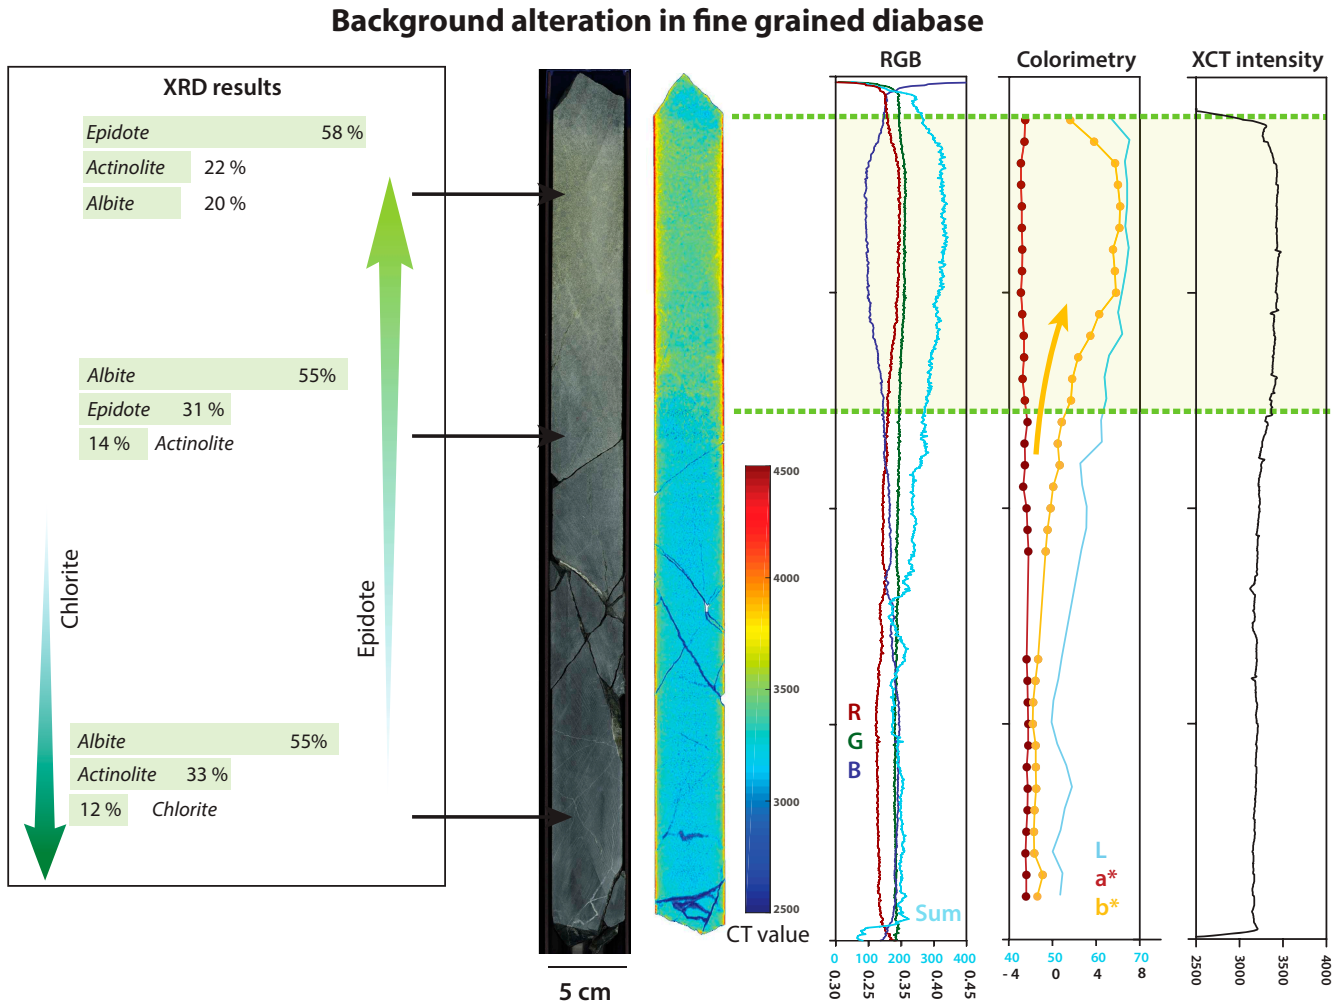 Background alteration in fine grained diabase
XRD results
Epidote 58 %
Actinolite 22 %
Albite 20 %
Albite 55%
Epidote 31 %
14 % Actinolite
Chlorite
Epidote
Albite 55%
Actinolite 33 %
12 % Chlorite
5 cm
4500
4000
3500
3000
2500
CT value
RGB
R
G
B
Sum
0 100 200 300 400
0.30 0.25 0.35 0.35 0.45
Colorimetry
L
a*
b*
40 50 60 70
- 4 0 4 8
XCT intensity
2500 3000 3500 4000